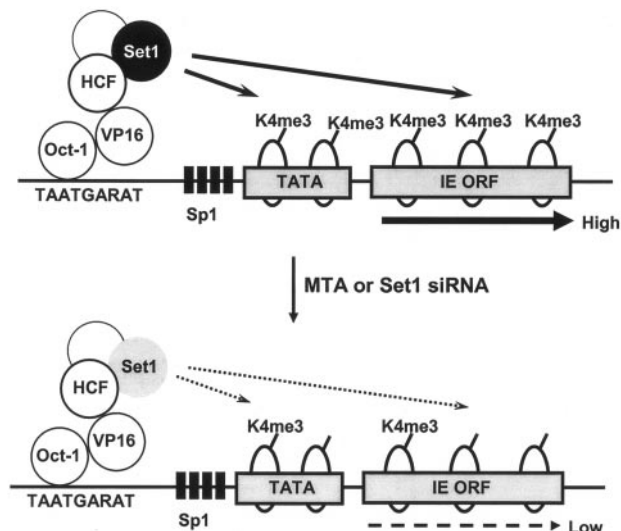 Set1
HCF
K4me3 K4me3 K4me3 K4me3 K4me3
Oct-1 VP16
TATA IE ORF
TAATGARAT
Sp1
High
MTA or Set1 siRNA
Set1
HCF
K4me3 K4me3
Oct-1 VP16
TATA IE ORF
TAATGARAT
Sp1
Low